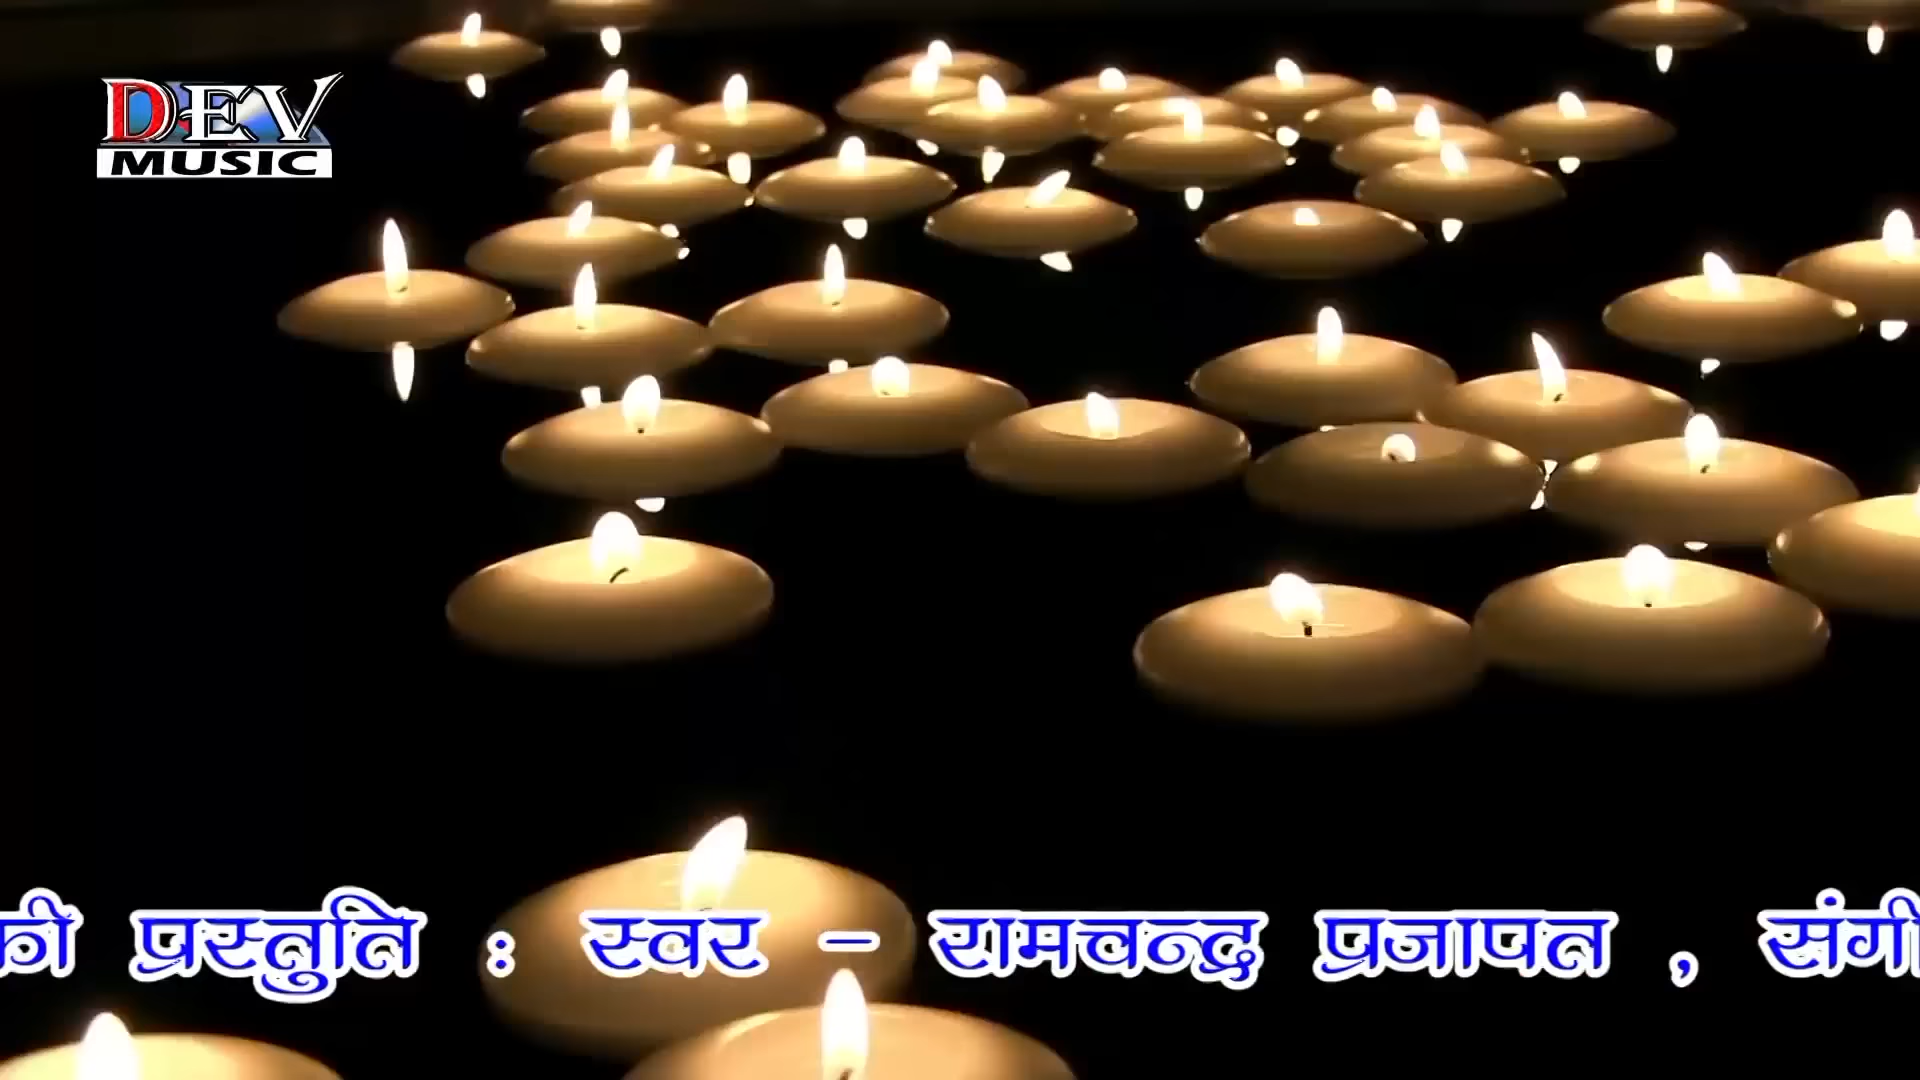 DEV
MUSIC
की प्रस्तुति : स्वर – रामचन्द्र प्रजापत ,